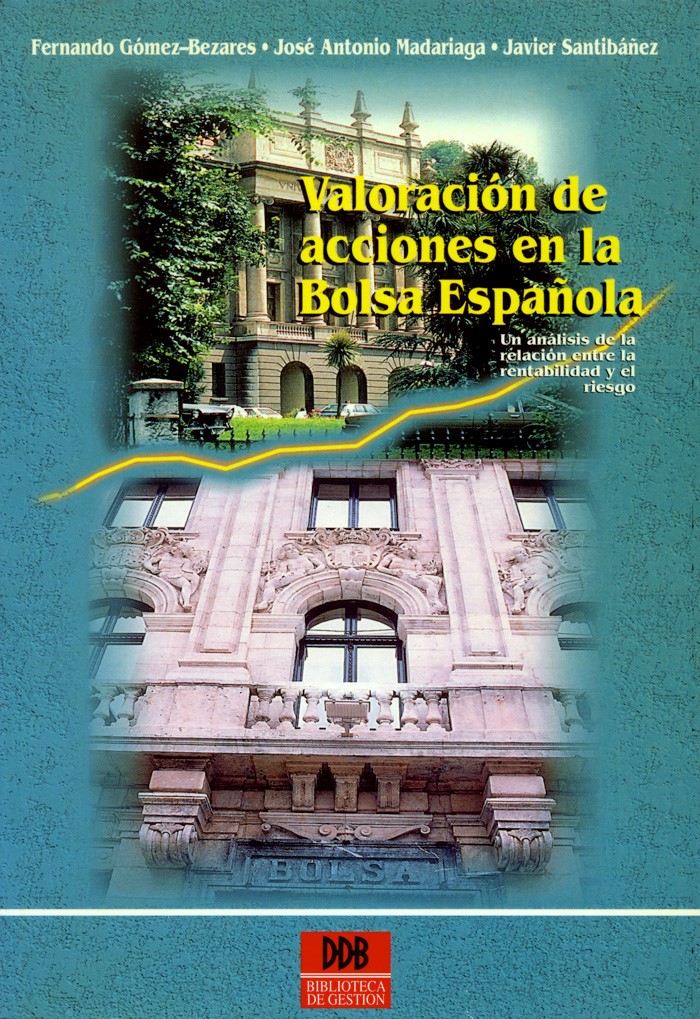 Fernando Gómez–Bezares • José Antonio Madariaga • Javier Santibáñez
Valoración de
acciones en la
Bolsa Española
Un análisis de la
relación entre la
rentabilidad y el
riesgo
BOLSA
DDB
BIBLIOTECA
DE GESTION